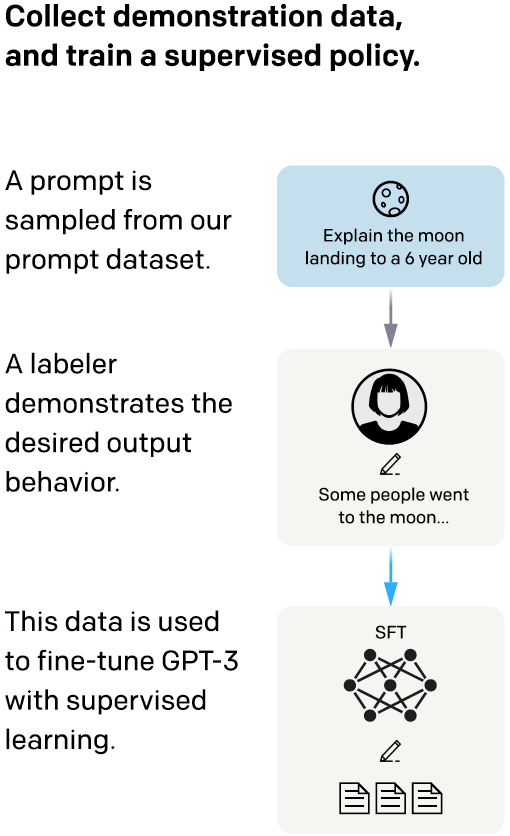 Collect demonstration data,
and train a supervised policy.
A prompt is
sampled from our
prompt dataset.
Explain the moon
landing to a 6 year old
A labeler
demonstrates the
desired output
behavior.
Some people went
to the moon...
This data is used
to fine-tune GPT-3
with supervised
learning.
SFT